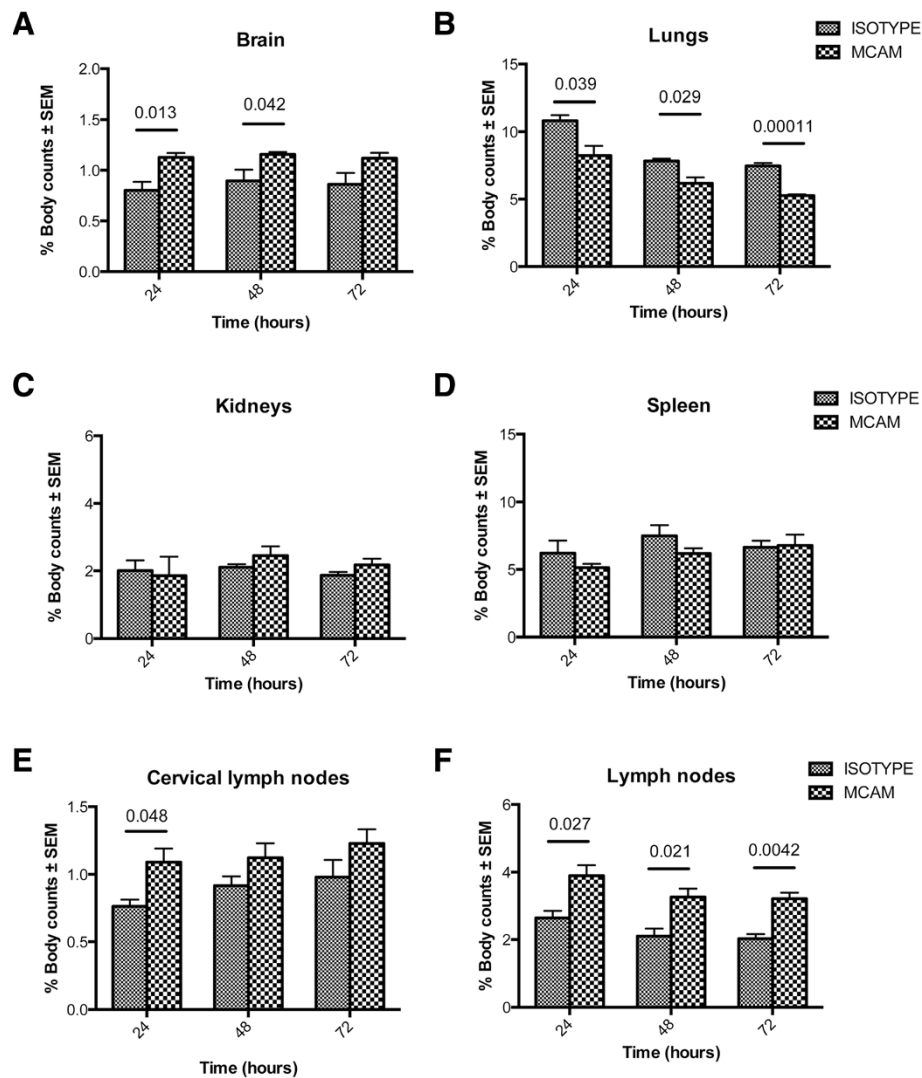 A
Brain
% Body counts ± SEM
2.0
1.5
1.0
0.5
0.0
0.013
0.042
24
48
72
Time (hours)
B
Lungs
ISOTYPE
MCAM
% Body counts ± SEM
15
10
5
0
0.039
0.029
0.00011
24
48
72
Time (hours)
C
Kidneys
% Body counts ± SEM
6
4
2
0
24
48
72
Time (hours)
D
Spleen
ISOTYPE
MCAM
% Body counts ± SEM
15
10
5
0
24
48
72
Time (hours)
E
Cervical lymph nodes
% Body counts ± SEM
1.5
1.0
0.5
0.0
0.048
24
48
72
Time (hours)
F
Lymph nodes
ISOTYPE
MCAM
% Body counts ± SEM
6
4
2
0
0.027
0.021
0.0042
24
48
72
Time (hours)